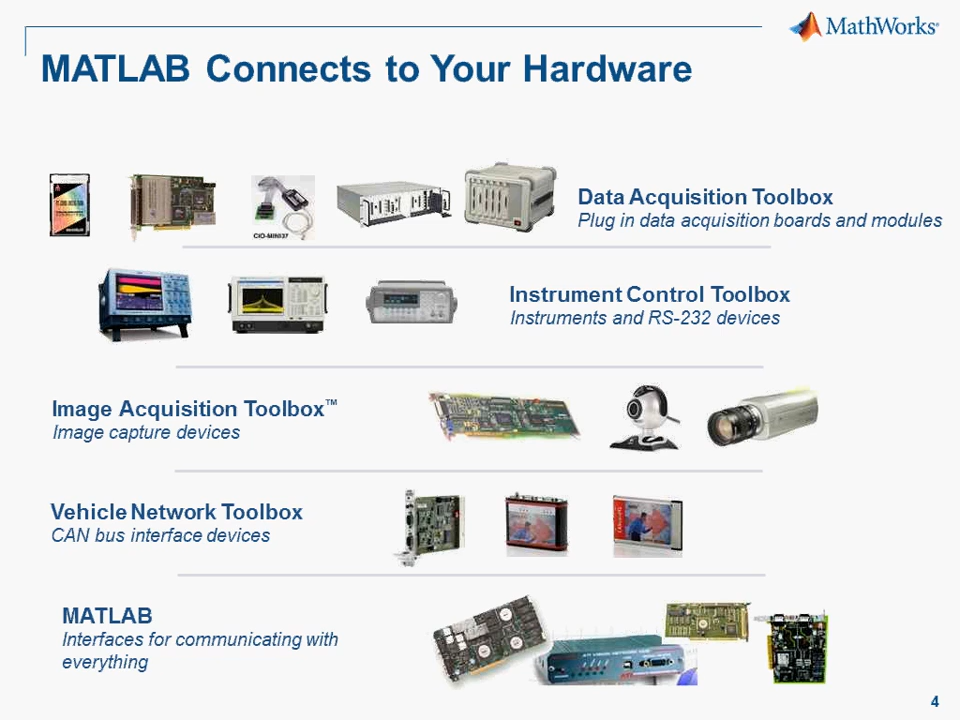 MathWorks®
MATLAB Connects to Your Hardware
CIO-MINI37
Data Acquisition Toolbox
Plug in data acquisition boards and modules
Instrument Control Toolbox
Instruments and RS-232 devices
Image Acquisition Toolbox™
Image capture devices
Vehicle Network Toolbox
CAN bus interface devices
MATLAB
Interfaces for communicating with
everything
4